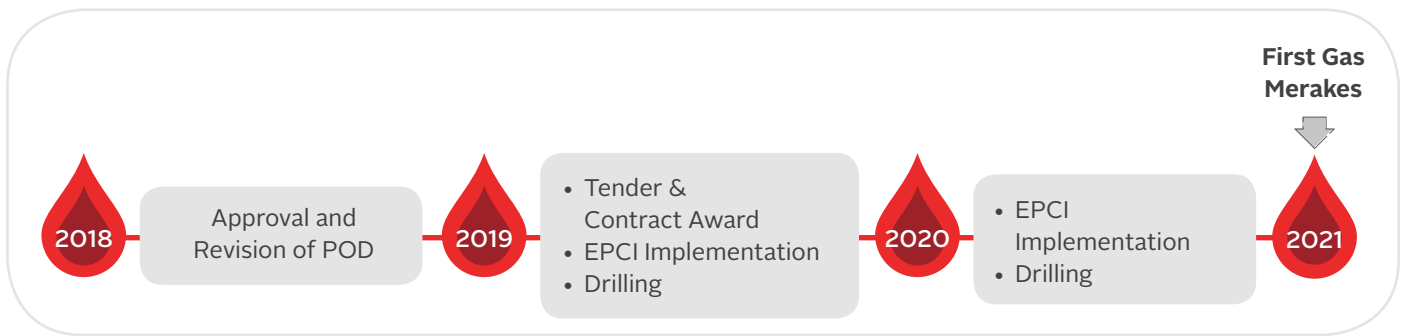 First Gas
Merakes
2018
Approval and
Revision of POD
2019
• Tender &
Contract Award
• EPCI Implementation
• Drilling
2020
• EPCI
Implementation
• Drilling
2021